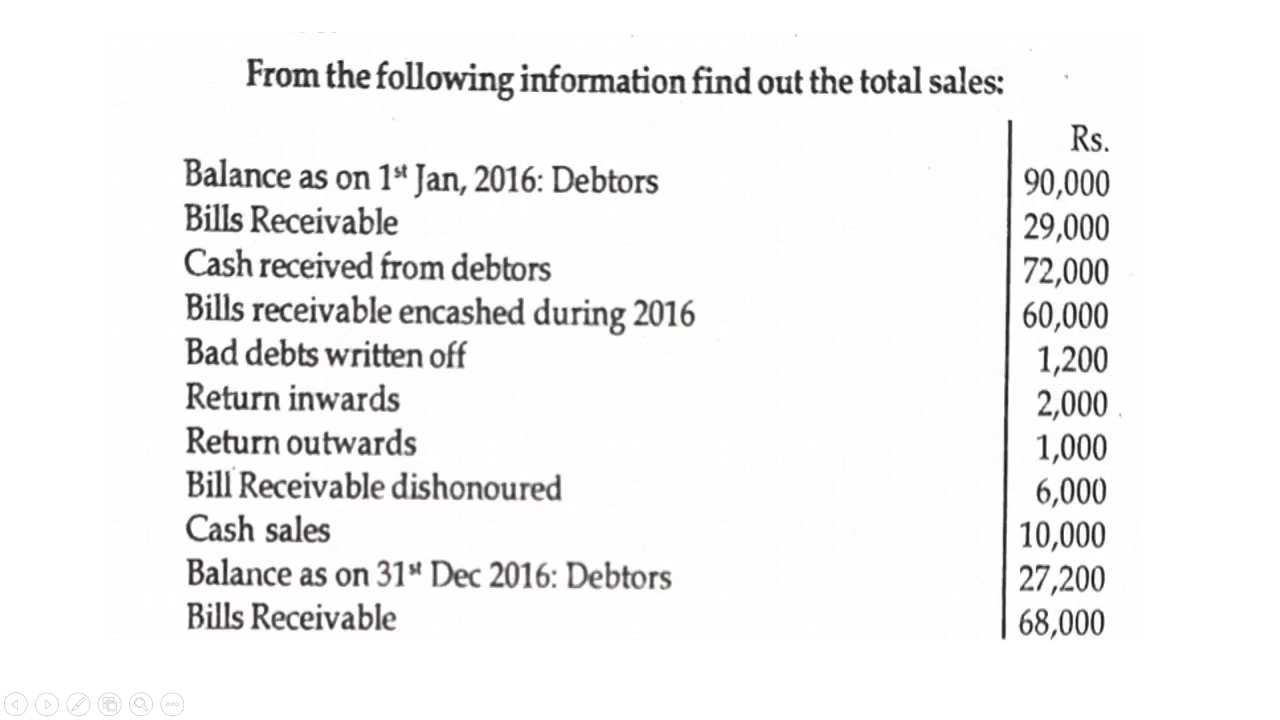 From the following information find out the total sales:
Rs.
Balance as on 1st Jan, 2016: Debtors 90,000
Bills Receivable 29,000
Cash received from debtors 72,000
Bills receivable encashed during 2016 60,000
Bad debts written off 1,200
Return inwards 2,000
Return outwards 1,000
Bill Receivable dishonoured 6,000
Cash sales 10,000
Balance as on 31st Dec 2016: Debtors 27,200
Bills Receivable 68,000